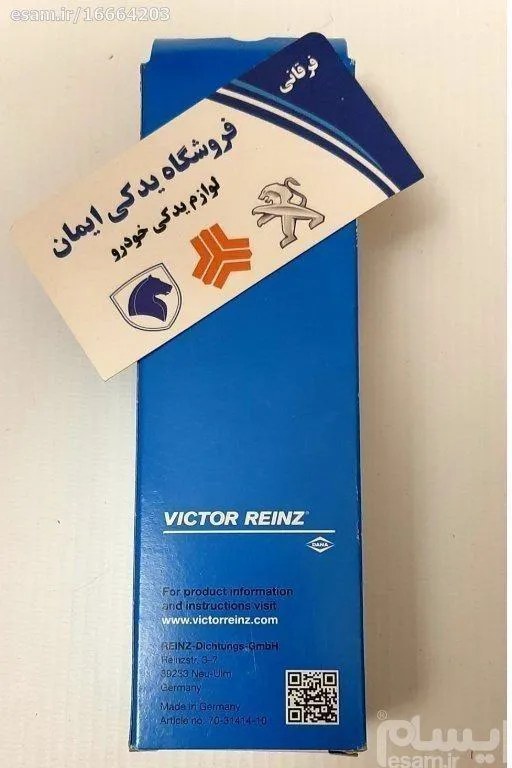 esam.ir/16664203
فرقانی
فروشگاه یدکی ایمان
لوازم یدکی خودرو
VICTOR REINZ®
DANA
For product information
and instructions visit
www.victorreinz.com
REINZ-Dichtungs-GmbH
Reinzstr. 3-7
89233 Neu-Ulm
Germany
Made in Germany
Article no. 70-31414-10
ایسام®
esam.ir